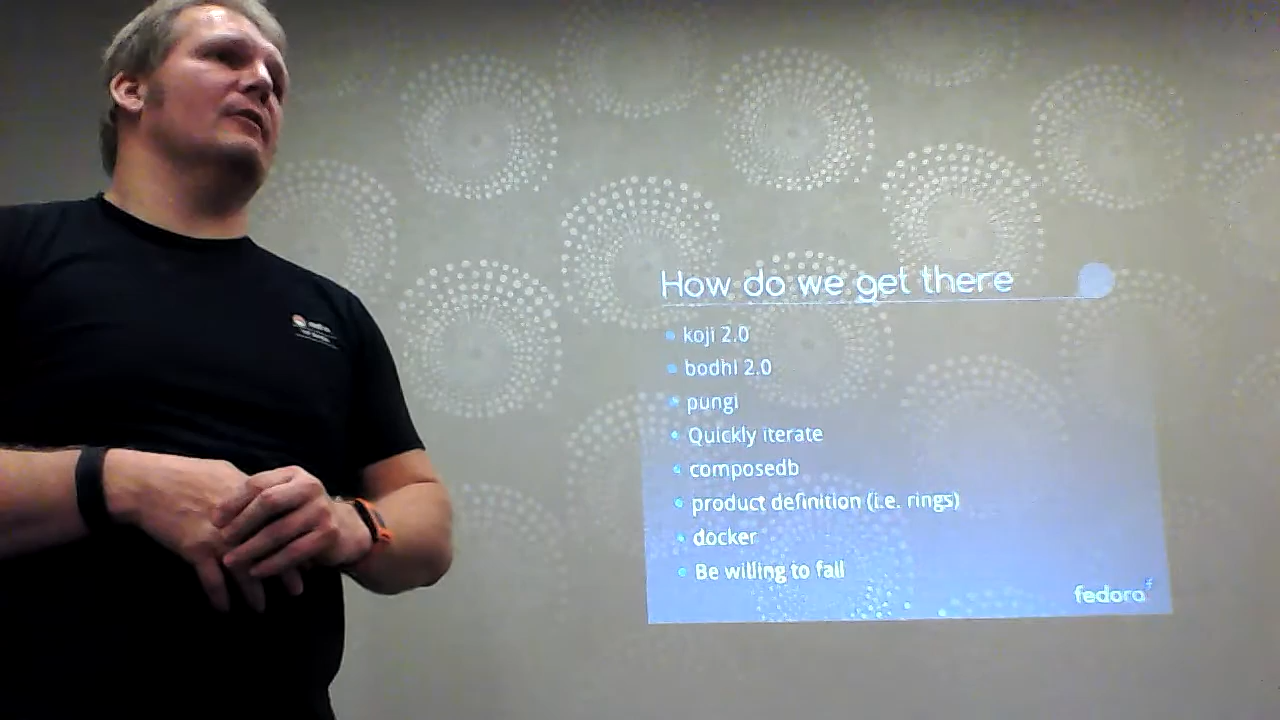 How do we get there
koji 2.0
bodhi 2.0
pungi
Quickly iterate
composedb
product definition (i.e. rings)
docker
Be willing to fail
fedora